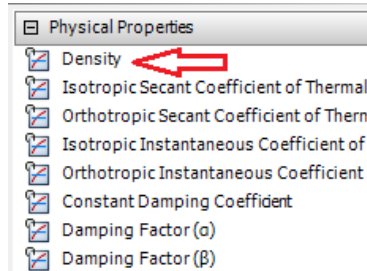 Physical Properties
Density
Isotropic Secant Coefficient of Thermal
Orthotropic Secant Coefficient of Therm
Isotropic Instantaneous Coefficient of
Orthotropic Instantaneous Coefficient
Constant Damping Coefficient
Damping Factor (α)
Damping Factor (β)